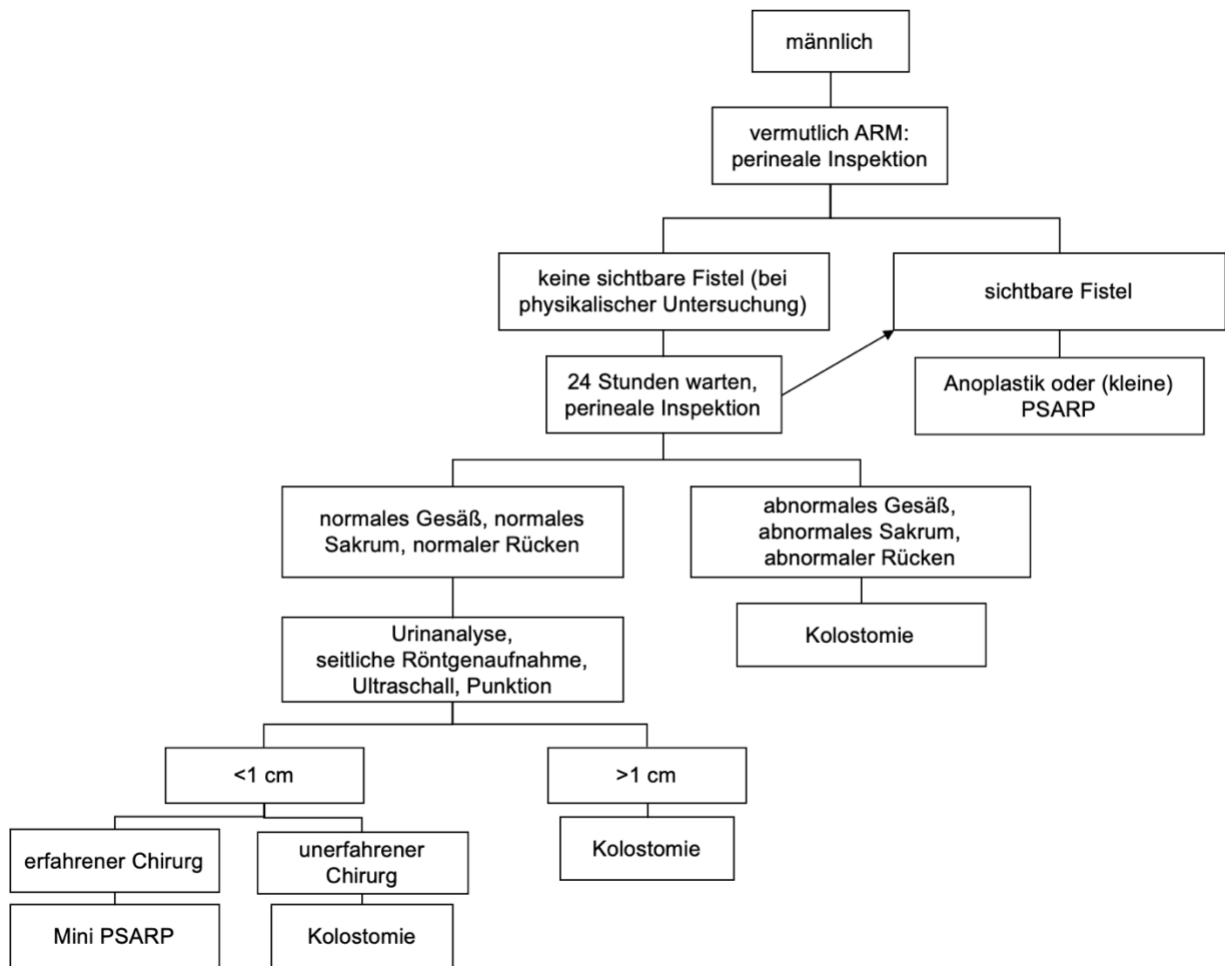 männlich
vermutlich ARM:
perineale Inspektion
keine sichtbare Fistel (bei
physikalischer Untersuchung)
sichtbare Fistel
24 Stunden warten,
perineale Inspektion
Anoplastik oder (kleine)
PSARP
normales Gesäß, normales
Sakrum, normaler Rücken
abnormales Gesäß,
abnormales Sakrum,
abnormaler Rücken
Urinanalyse,
seitliche Röntgenaufnahme,
Ultraschall, Punktion
Kolostomie
<1 cm
>1 cm
erfahrener Chirurg
unerfahrener
Chirurg
Kolostomie
Mini PSARP
Kolostomie